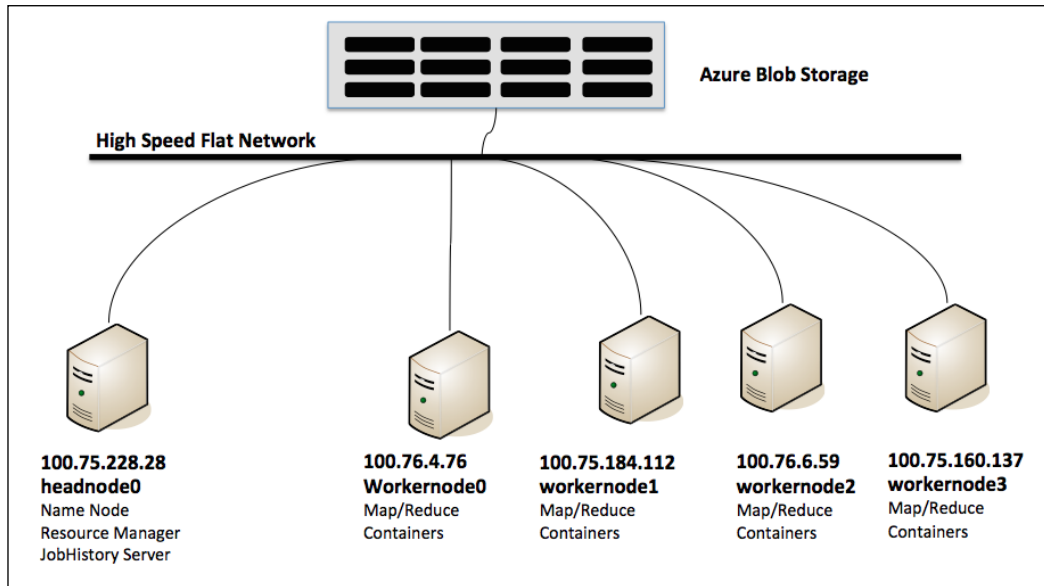 Azure Blob Storage
High Speed Flat Network
100.75.228.28
headnode0
Name Node
Resource Manager
JobHistory Server
100.76.4.76
Workernode0
Map/Reduce
Containers
100.75.184.112
workernode1
Map/Reduce
Containers
100.76.6.59
workernode2
Map/Reduce
Containers
100.75.160.137
workernode3
Map/Reduce
Containers